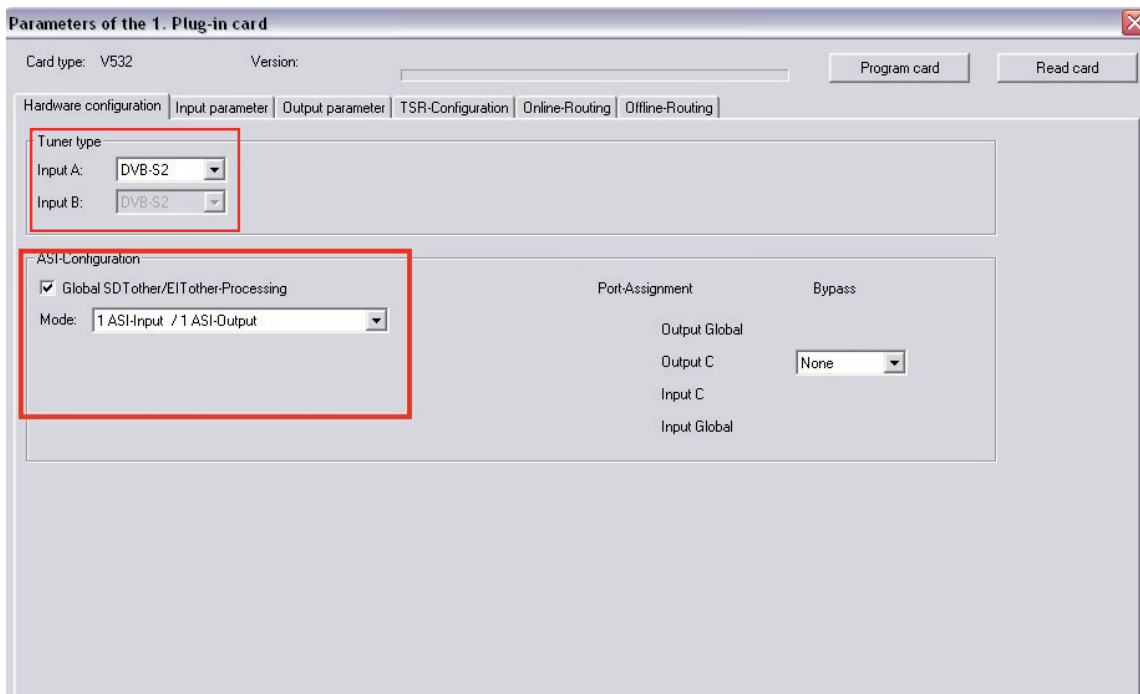 Parameters of the 1. Plug-in card
Card type: V532 Version: Program card Read card
Hardware configuration Input parameter Output parameter TSR-Configuration Online-Routing Offline-Routing
Tuner type
Input A: DVB-S2
Input B: DVB-S2
ASI-Configuration
Global SDTother/EITother-Processing Port-Assignment Bypass
Mode: 1 ASI-Input / 1 ASI-Output
Output Global
Output C None
Input C
Input Global